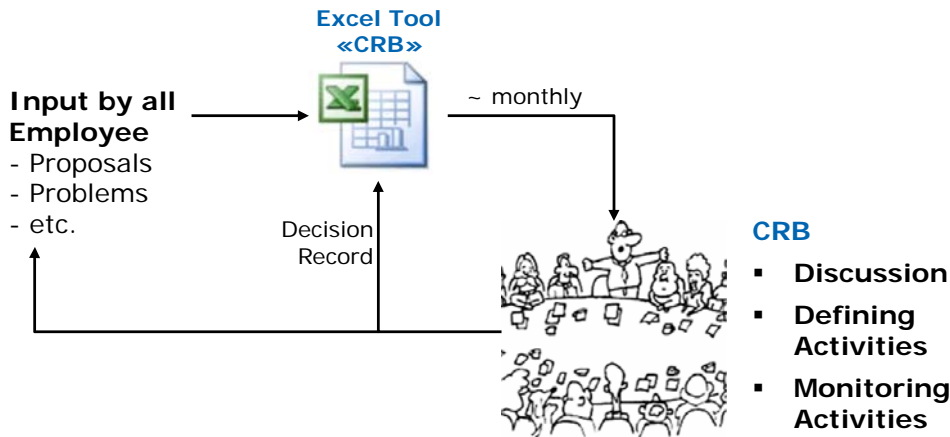 Excel Tool
«CRB»
Input by all
Employee
- Proposals
- Problems
- etc.
~ monthly
Decision
Record
CRB
▪ Discussion
▪ Defining
Activities
▪ Monitoring
Activities